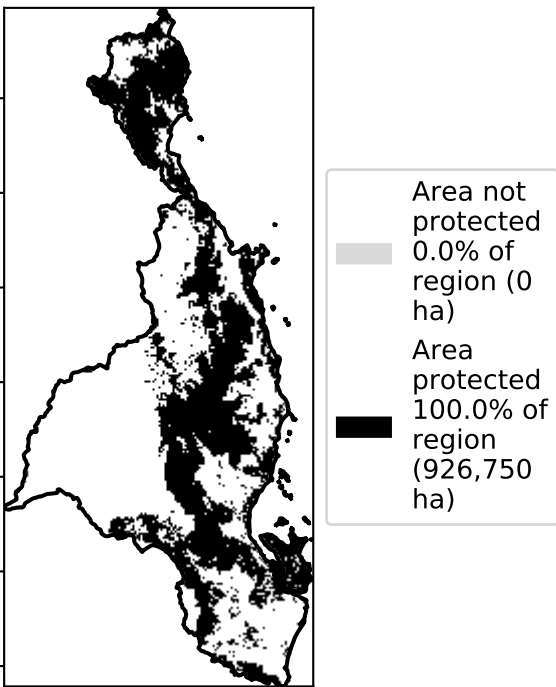 Area not
protected
0.0% of
region (0
ha)
Area
protected
100.0% of
region
(926,750
ha)